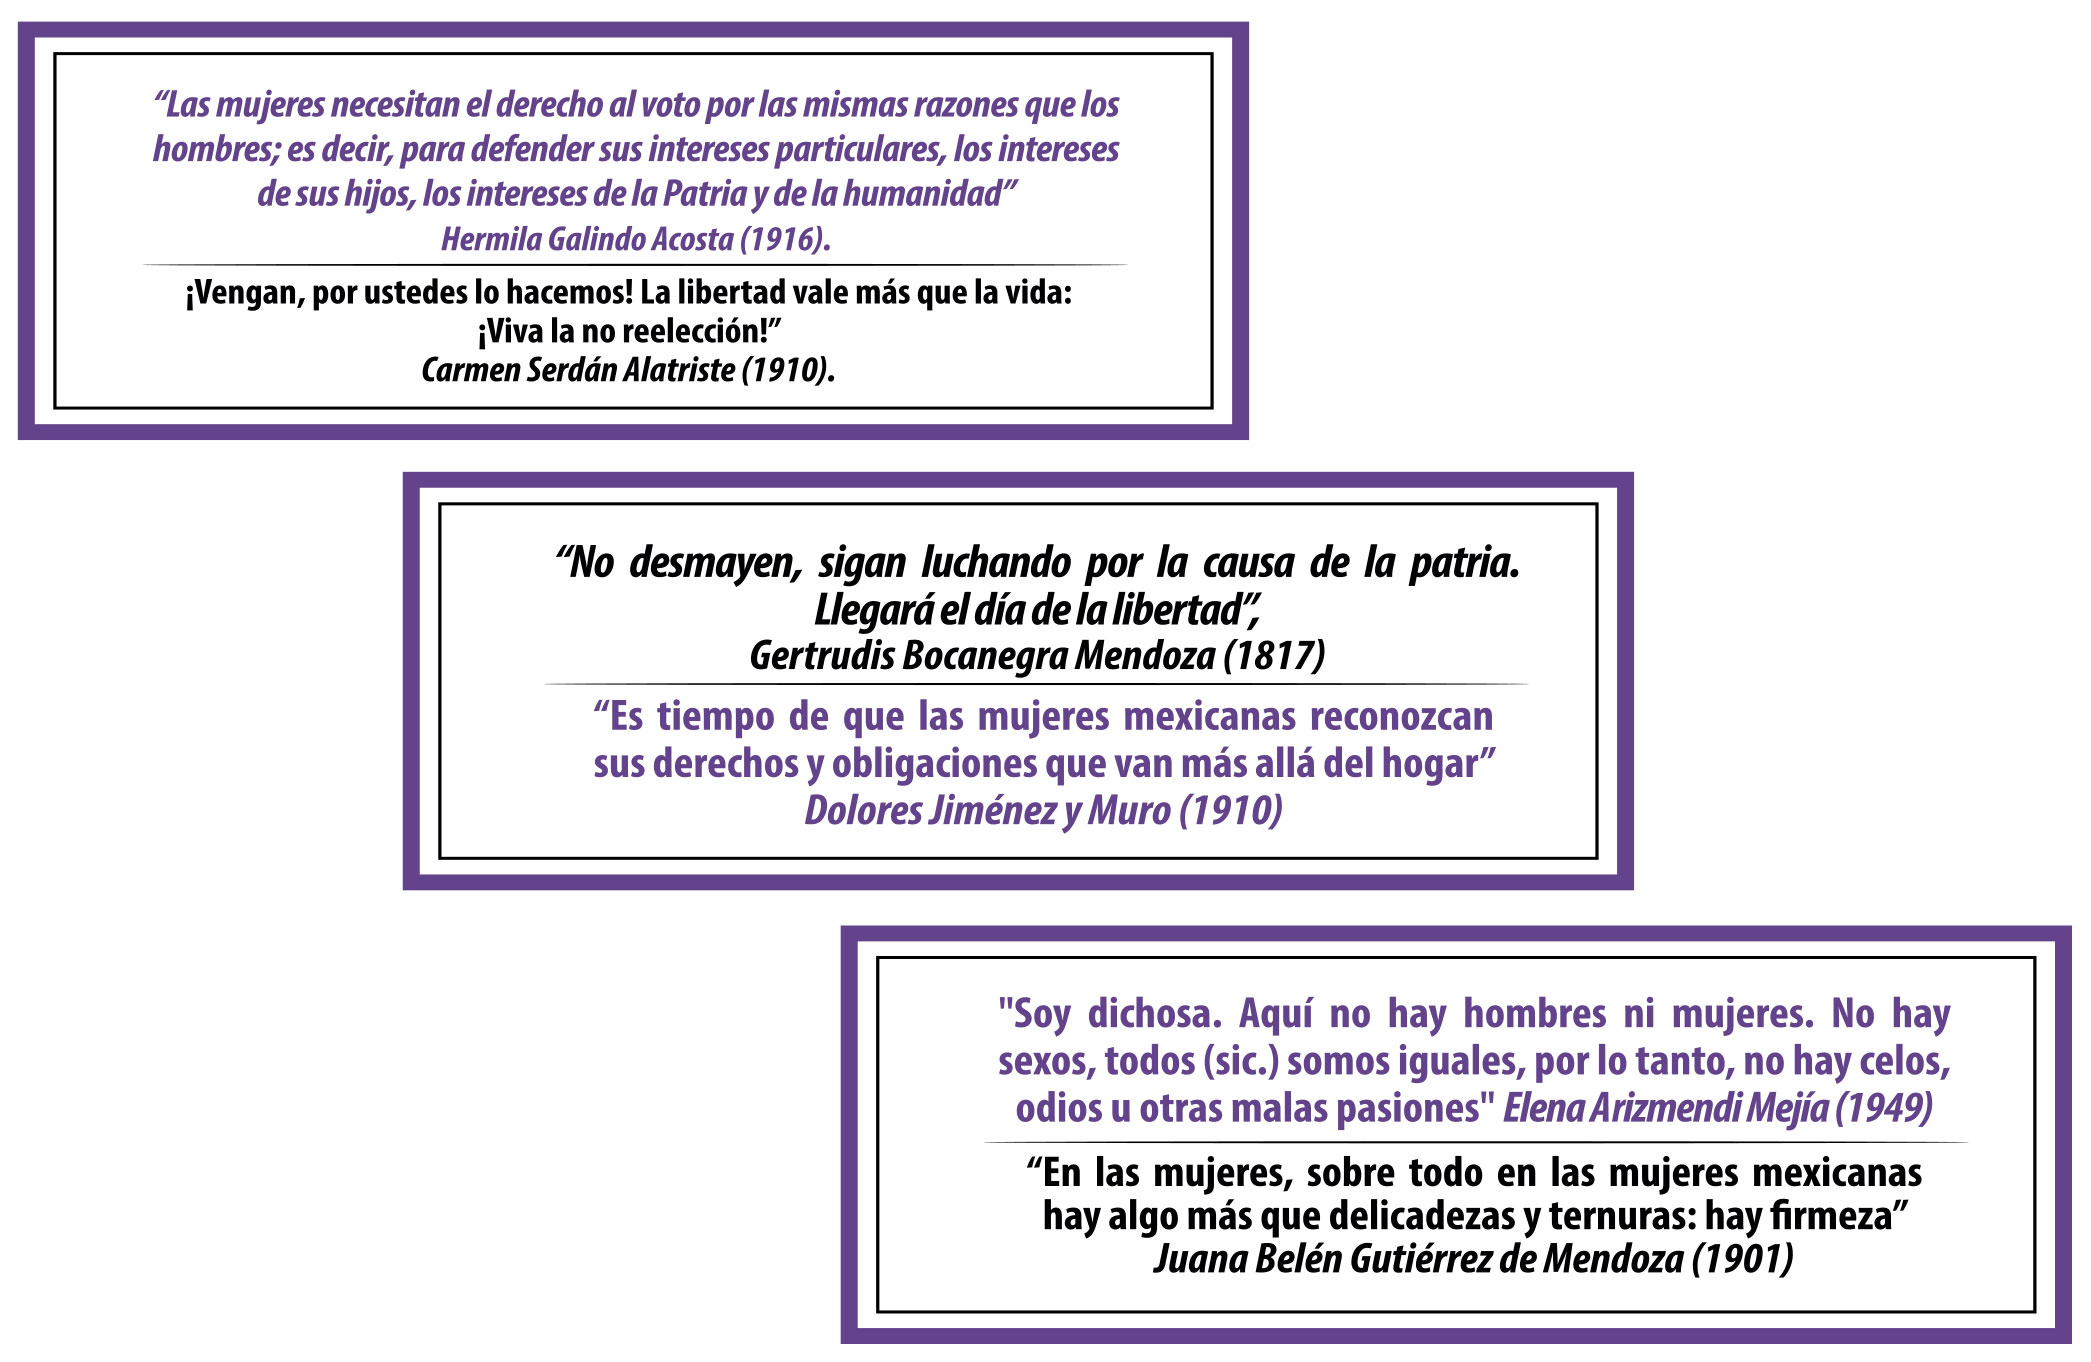 “Las mujeres necesitan el derecho al voto por las mismas razones que los
hombres; es decir, para defender sus intereses particulares, los intereses
de sus hijos, los intereses de la Patria y de la humanidad”
Hermila Galindo Acosta (1916).
¡Vengan, por ustedes lo hacemos! La libertad vale más que la vida:
¡Viva la no reelección!”
Carmen Serdán Alatriste (1910).
“No desmayen, sigan luchando por la causa de la patria.
Llegará el día de la libertad”,
Gertrudis Bocanegra Mendoza (1817)
“Es tiempo de que las mujeres mexicanas reconozcan
sus derechos y obligaciones que van más allá del hogar”
Dolores Jiménez y Muro (1910)
"Soy dichosa. Aquí no hay hombres ni mujeres. No hay
sexos, todos (sic.) somos iguales, por lo tanto, no hay celos,
odios u otras malas pasiones" Elena Arizmendi Mejía (1949)
“En las mujeres, sobre todo en las mujeres mexicanas
hay algo más que delicadezas y ternuras: hay firmeza”
Juana Belén Gutiérrez de Mendoza (1901)